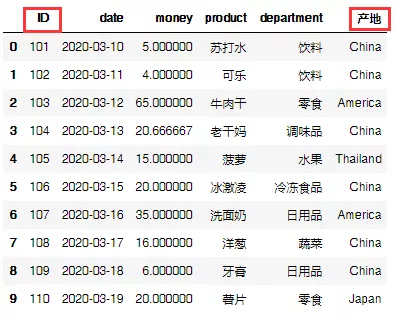 ID date money product department 产地
0 101 2020-03-10 5.000000 苏打水 饮料 China
1 102 2020-03-11 4.000000 可乐 饮料 China
2 103 2020-03-12 65.000000 牛肉干 零食 America
3 104 2020-03-13 20.666667 老干妈 调味品 China
4 105 2020-03-14 15.000000 菠萝 水果 Thailand
5 106 2020-03-15 20.000000 冰激凌 冷冻食品 China
6 107 2020-03-16 35.000000 洗面奶 日用品 America
7 108 2020-03-17 16.000000 洋葱 蔬菜 China
8 109 2020-03-18 6.000000 牙膏 日用品 China
9 110 2020-03-19 20.000000 薯片 零食 Japan